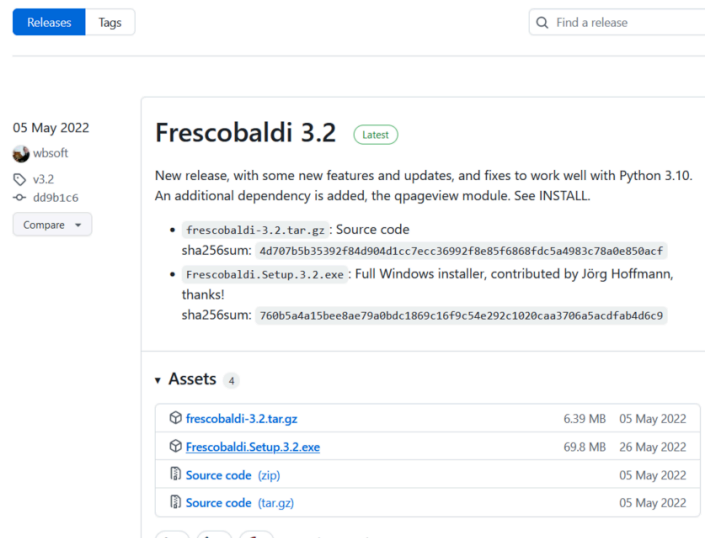 Releases Tags
Find a release
05 May 2022
wbsoft
v3.2
dd9b1c6
Compare
Frescobaldi 3.2 Latest
New release, with some new features and updates, and fixes to work well with Python 3.10.
An additional dependency is added, the qpageview module. See INSTALL.
• frescobaldi-3.2.tar.gz : Source code
sha256sum: 4d707b5b35392f84d904d1cc7ecc36992f8e85f6868fdc5a4983c78a0e850acf
• Frescobaldi.Setup.3.2.exe : Full Windows installer, contributed by Jörg Hoffmann,
thanks!
sha256sum: 760b5a4a15bee8ae79a0bdc1869c16f9c54e292c1020caa3706a5acdfab4d6c9
Assets 4
frescobaldi-3.2.tar.gz 6.39 MB 05 May 2022
Frescobaldi.Setup.3.2.exe 69.8 MB 26 May 2022
Source code (zip) 05 May 2022
Source code (tar.gz) 05 May 2022